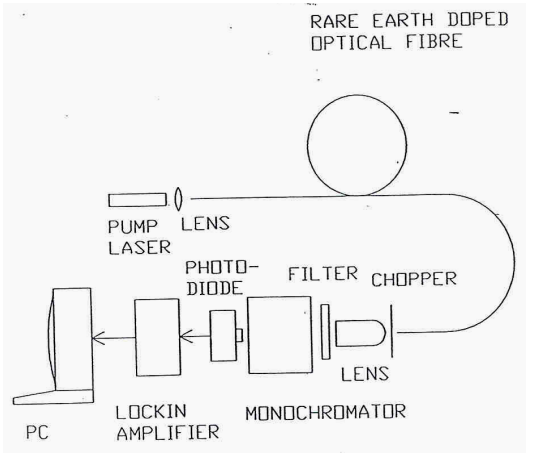 RARE EARTH DOPED
OPTICAL FIBRE
PUMP
LASER
LENS
PHOTO-
DIODE
FILTER
CHOPPER
LENS
LOCKIN
AMPLIFIER
MONOCHROMATOR
PC